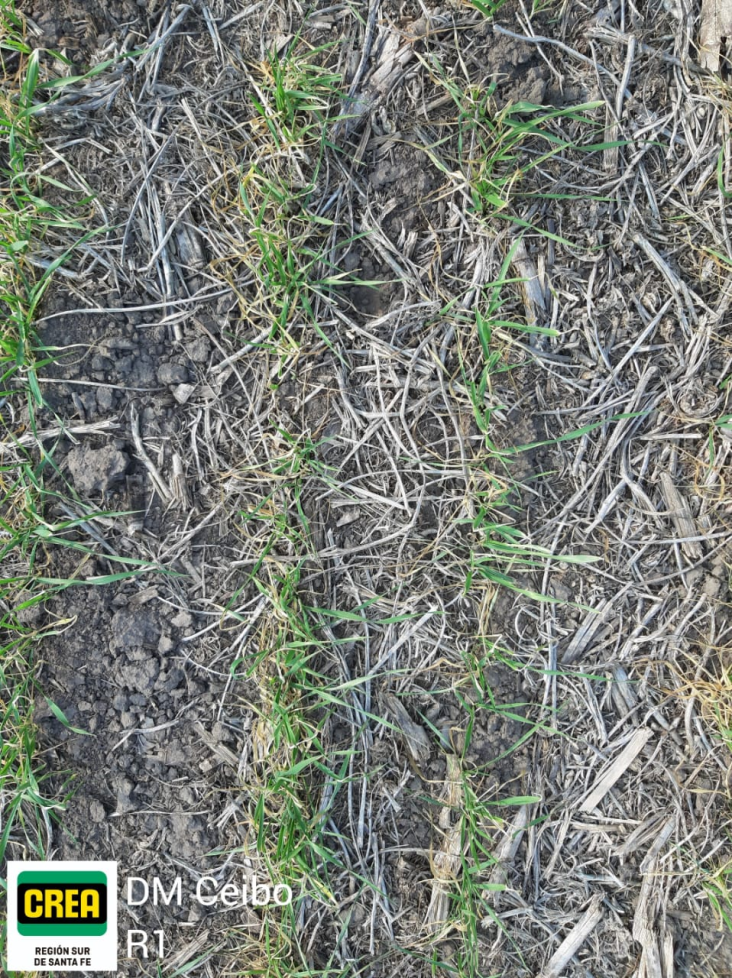 CREA
REGIÓN SUR
DE SANTA FE
DM Ceibo
R1